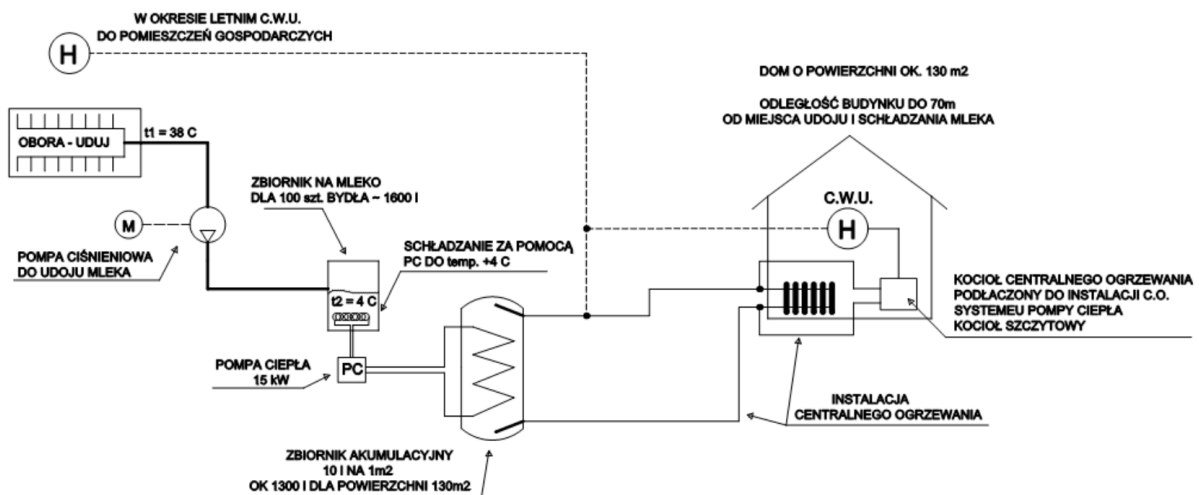 W OKRESIE LETNIM C.W.U.
DO POMIESZCZEŃ GOSPODARCZYCH
H
DOM O POWIERZCHNI OK. 130 m2
ODLEGŁOŚĆ BUDYNKU DO 70m
OD MIEJSCA UDOJU I SCHŁADZANIA MLEKA
t1 = 38 C
OBORA - UDUJ
ZBIORNIK NA MLEKO
DLA 100 szt. BYDŁA ~ 1600 l
C.W.U.
H
M
POMPA CIŚNIENIOWA
DO UDOJU MLEKA
SCHŁADZANIE ZA POMOCĄ
PC DO temp. +4 C
t2 = 4 C
KOCIOŁ CENTRALNEGO OGRZEWANIA
PODŁACZONY DO INSTALACJI C.O.
SYSTEMEU POMPY CIEPŁA
KOCIOŁ SZCZYTOWY
POMPA CIEPŁA
15 kW
PC
INSTALACJA
CENTRALNEGO OGRZEWANIA
ZBIORNIK AKUMULACYJNY
10 l NA 1m2
OK 1300 l DLA POWIERZCHNI 130m2